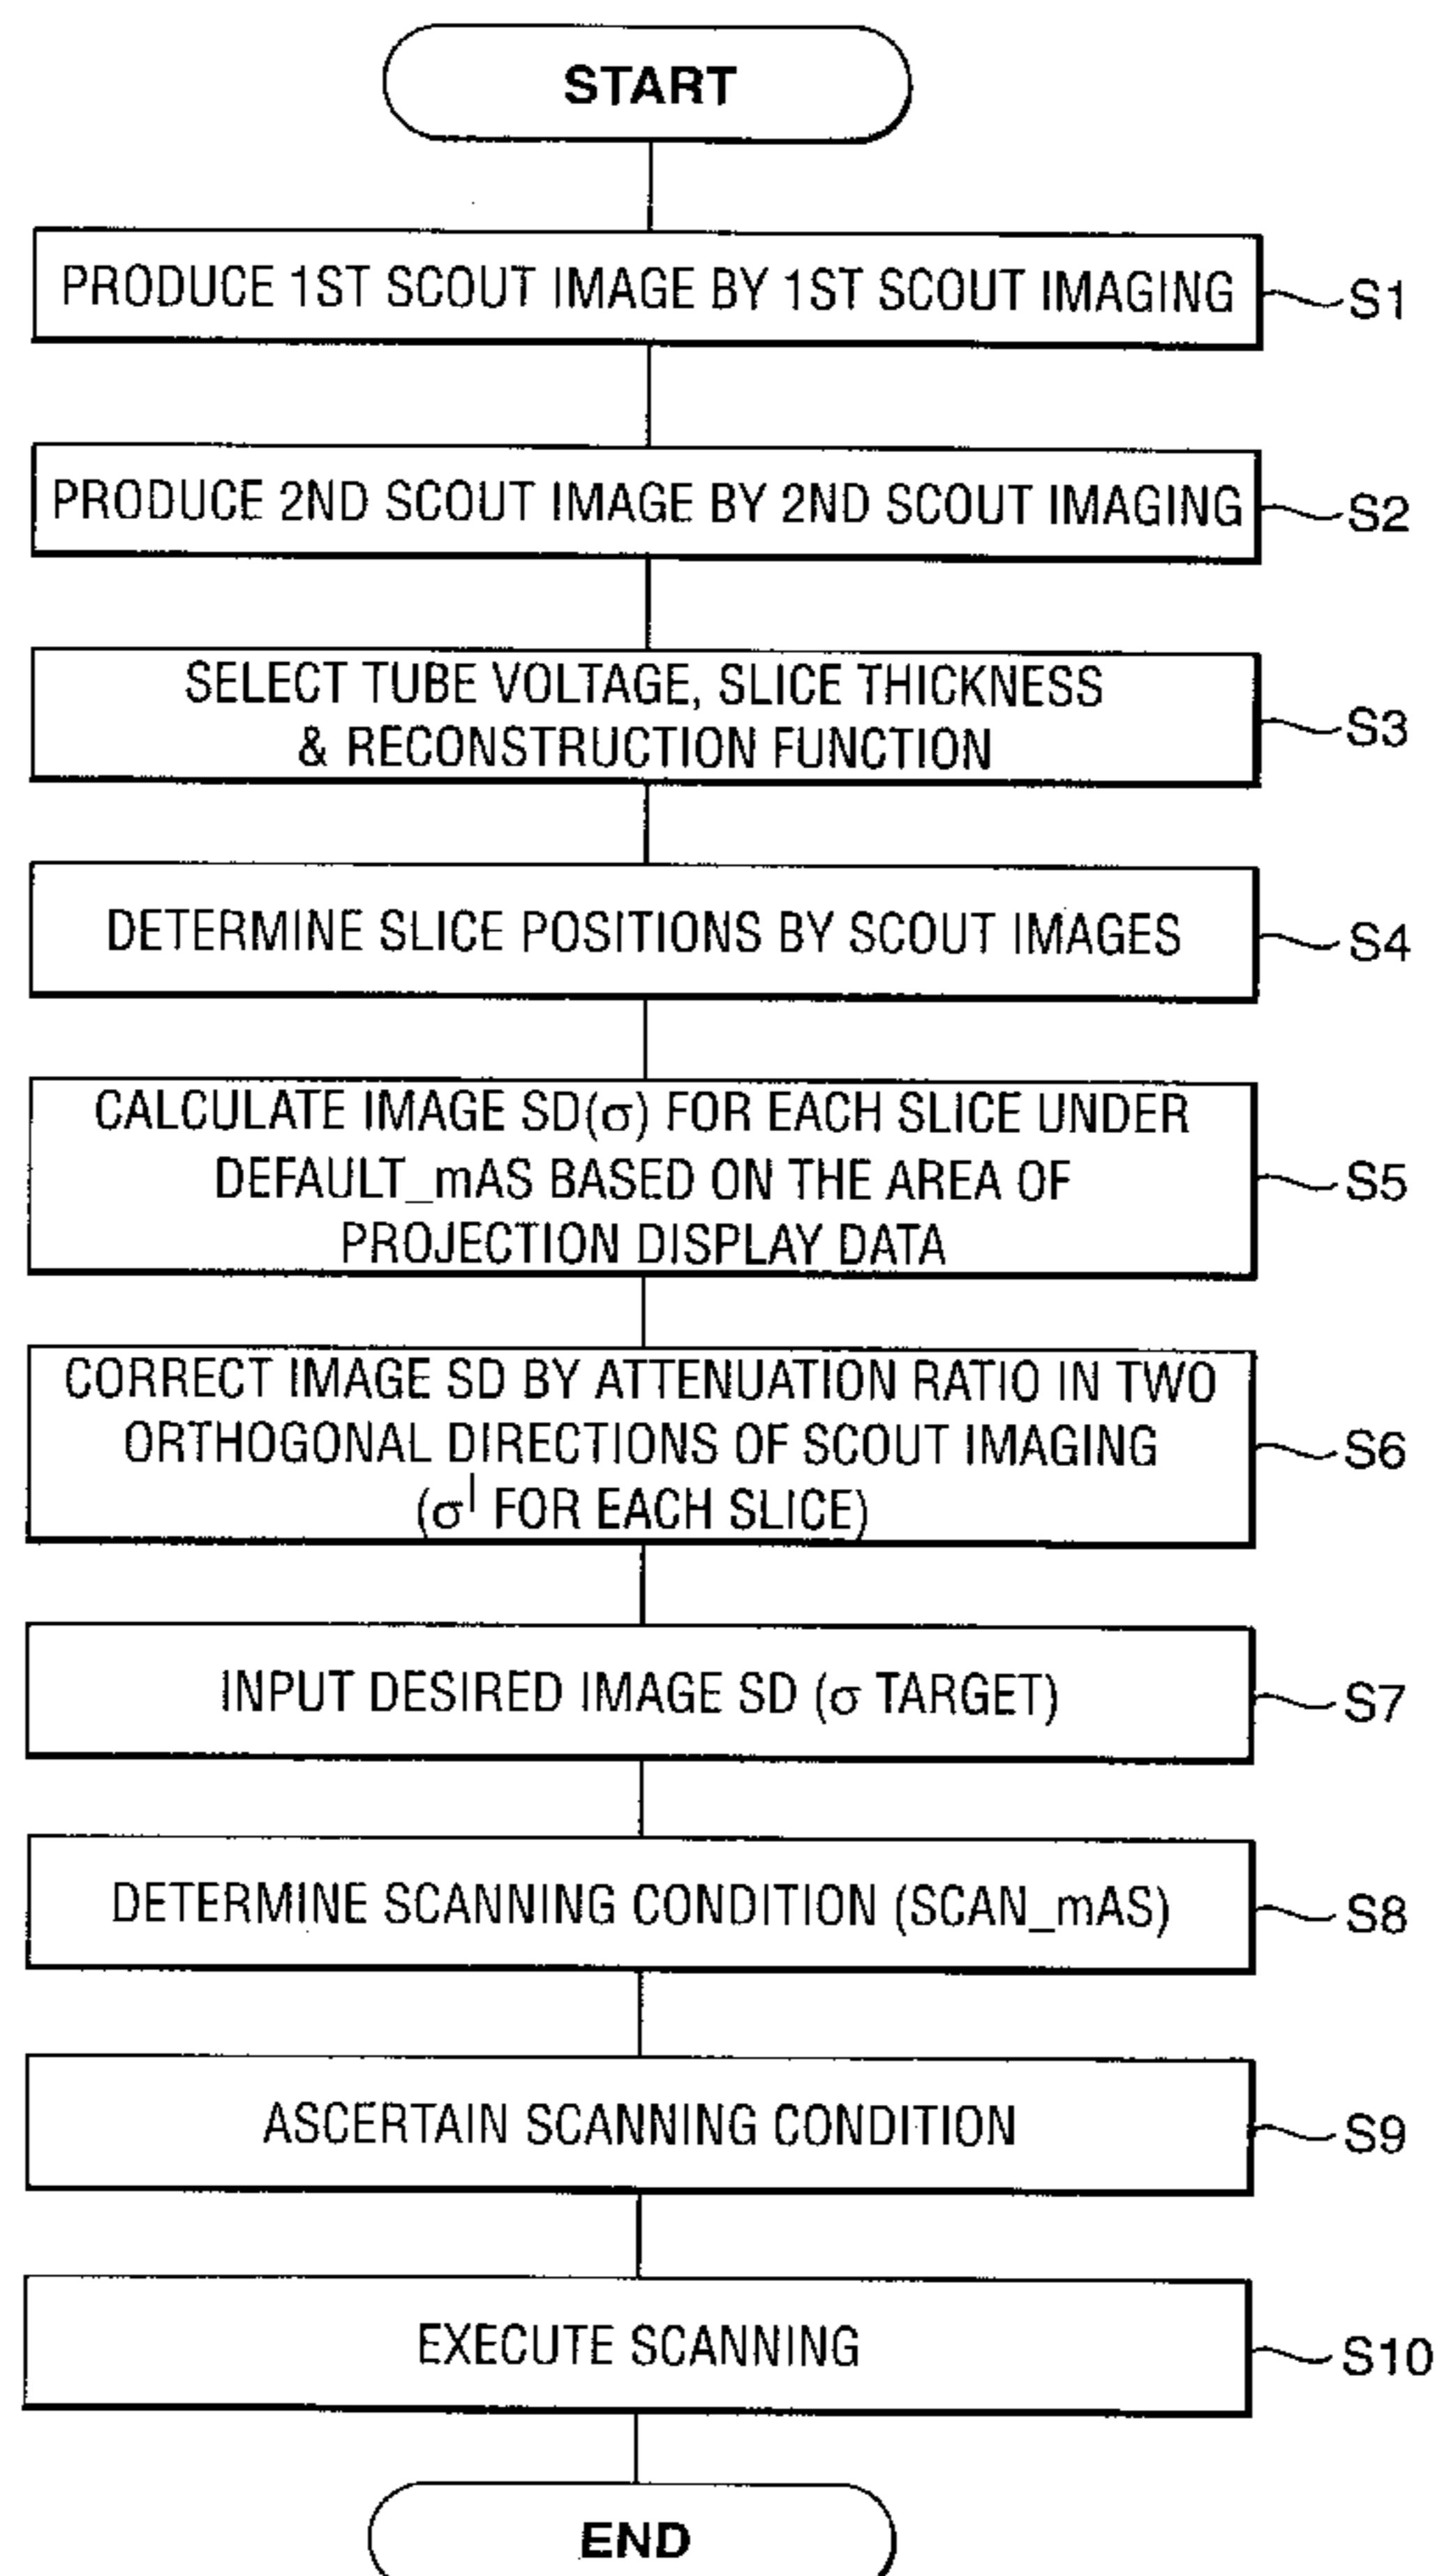 START
PRODUCE 1ST SCOUT IMAGE BY 1ST SCOUT IMAGING
S1
PRODUCE 2ND SCOUT IMAGE BY 2ND SCOUT IMAGING
S2
SELECT TUBE VOLTAGE, SLICE THICKNESS
& RECONSTRUCTION FUNCTION
S3
DETERMINE SLICE POSITIONS BY SCOUT IMAGES
S4
CALCULATE IMAGE SD(σ) FOR EACH SLICE UNDER
DEFAULT_mAS BASED ON THE AREA OF
PROJECTION DISPLAY DATA
S5
CORRECT IMAGE SD BY ATTENUATION RATIO IN TWO
ORTHOGONAL DIRECTIONS OF SCOUT IMAGING
(σ' FOR EACH SLICE)
S6
INPUT DESIRED IMAGE SD (σ TARGET)
S7
DETERMINE SCANNING CONDITION (SCAN_mAS)
S8
ASCERTAIN SCANNING CONDITION
S9
EXECUTE SCANNING
S10
END